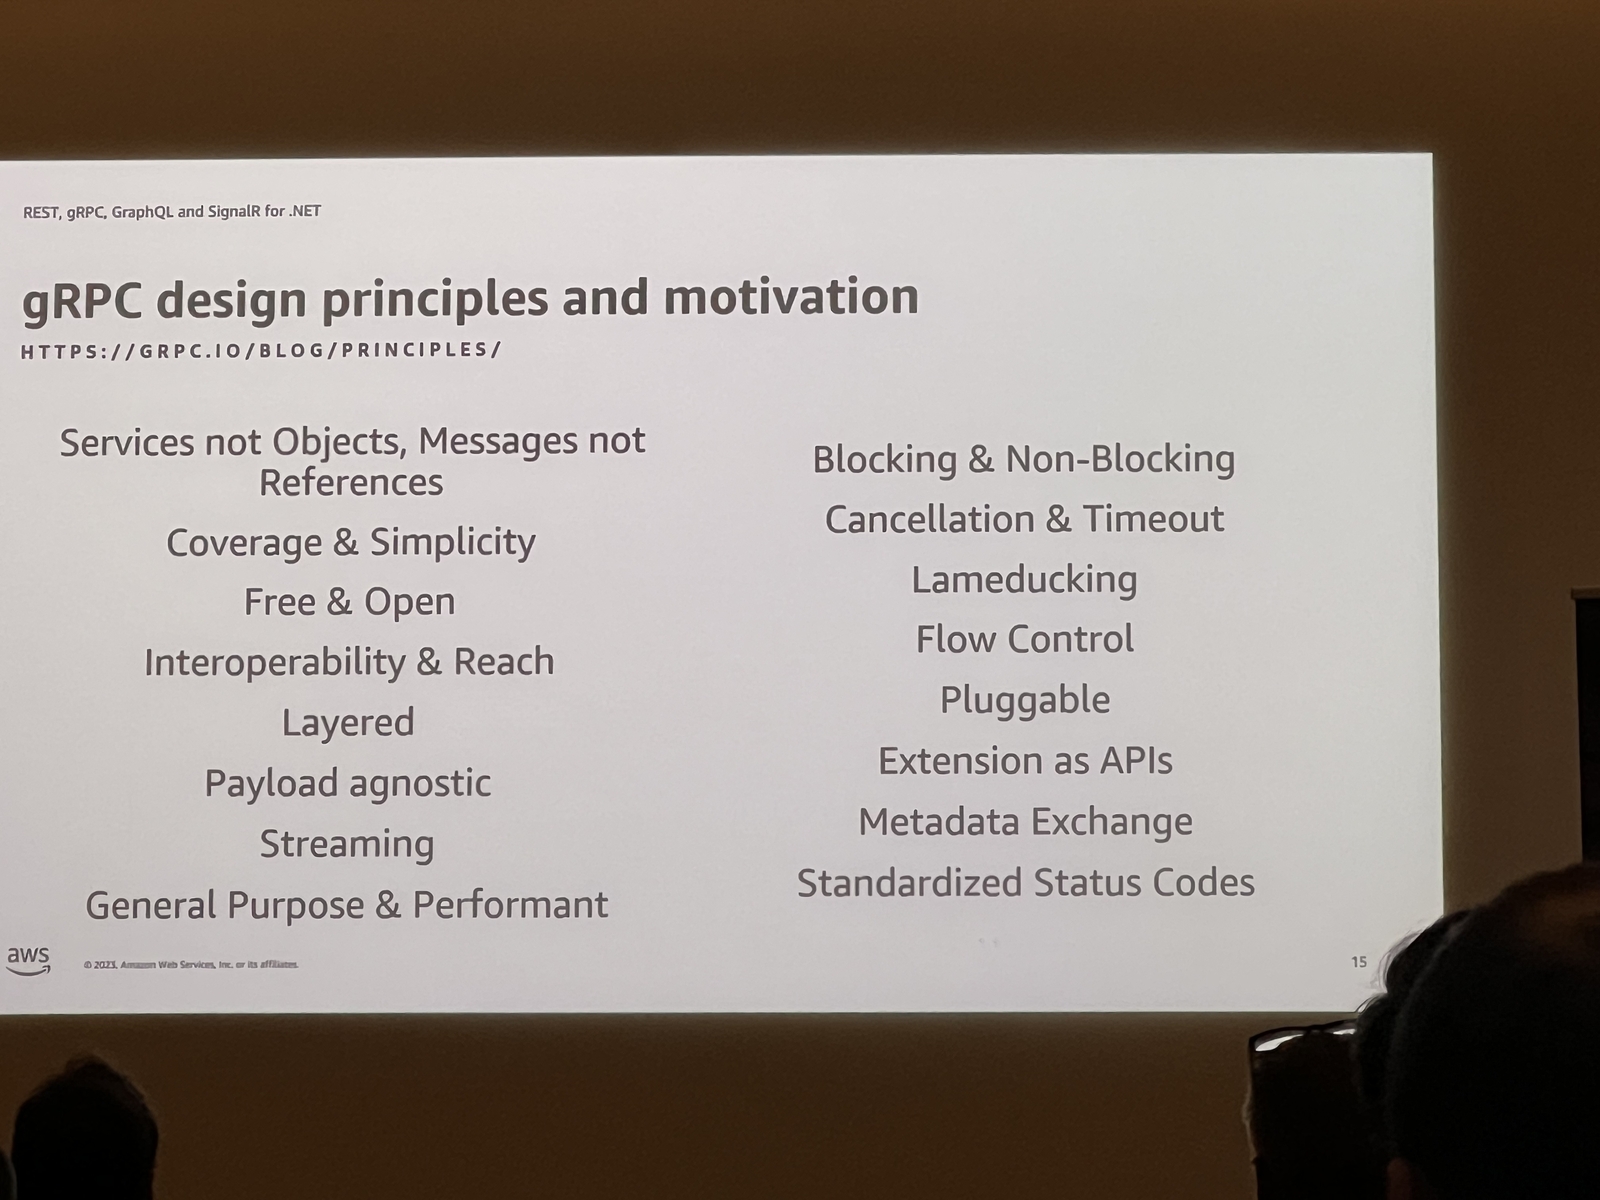 REST, gRPC, GraphQL and SignalR for .NET
gRPC design principles and motivation
HTTPS://GRPC.IO/BLOG/PRINCIPLES/
Services not Objects, Messages not
References
Coverage & Simplicity
Free & Open
Interoperability & Reach
Layered
Payload agnostic
Streaming
General Purpose & Performant
Blocking & Non-Blocking
Cancellation & Timeout
Lameducking
Flow Control
Pluggable
Extension as APIs
Metadata Exchange
Standardized Status Codes
aws
© 2023, Amazon Web Services, Inc. or its affiliates.
15